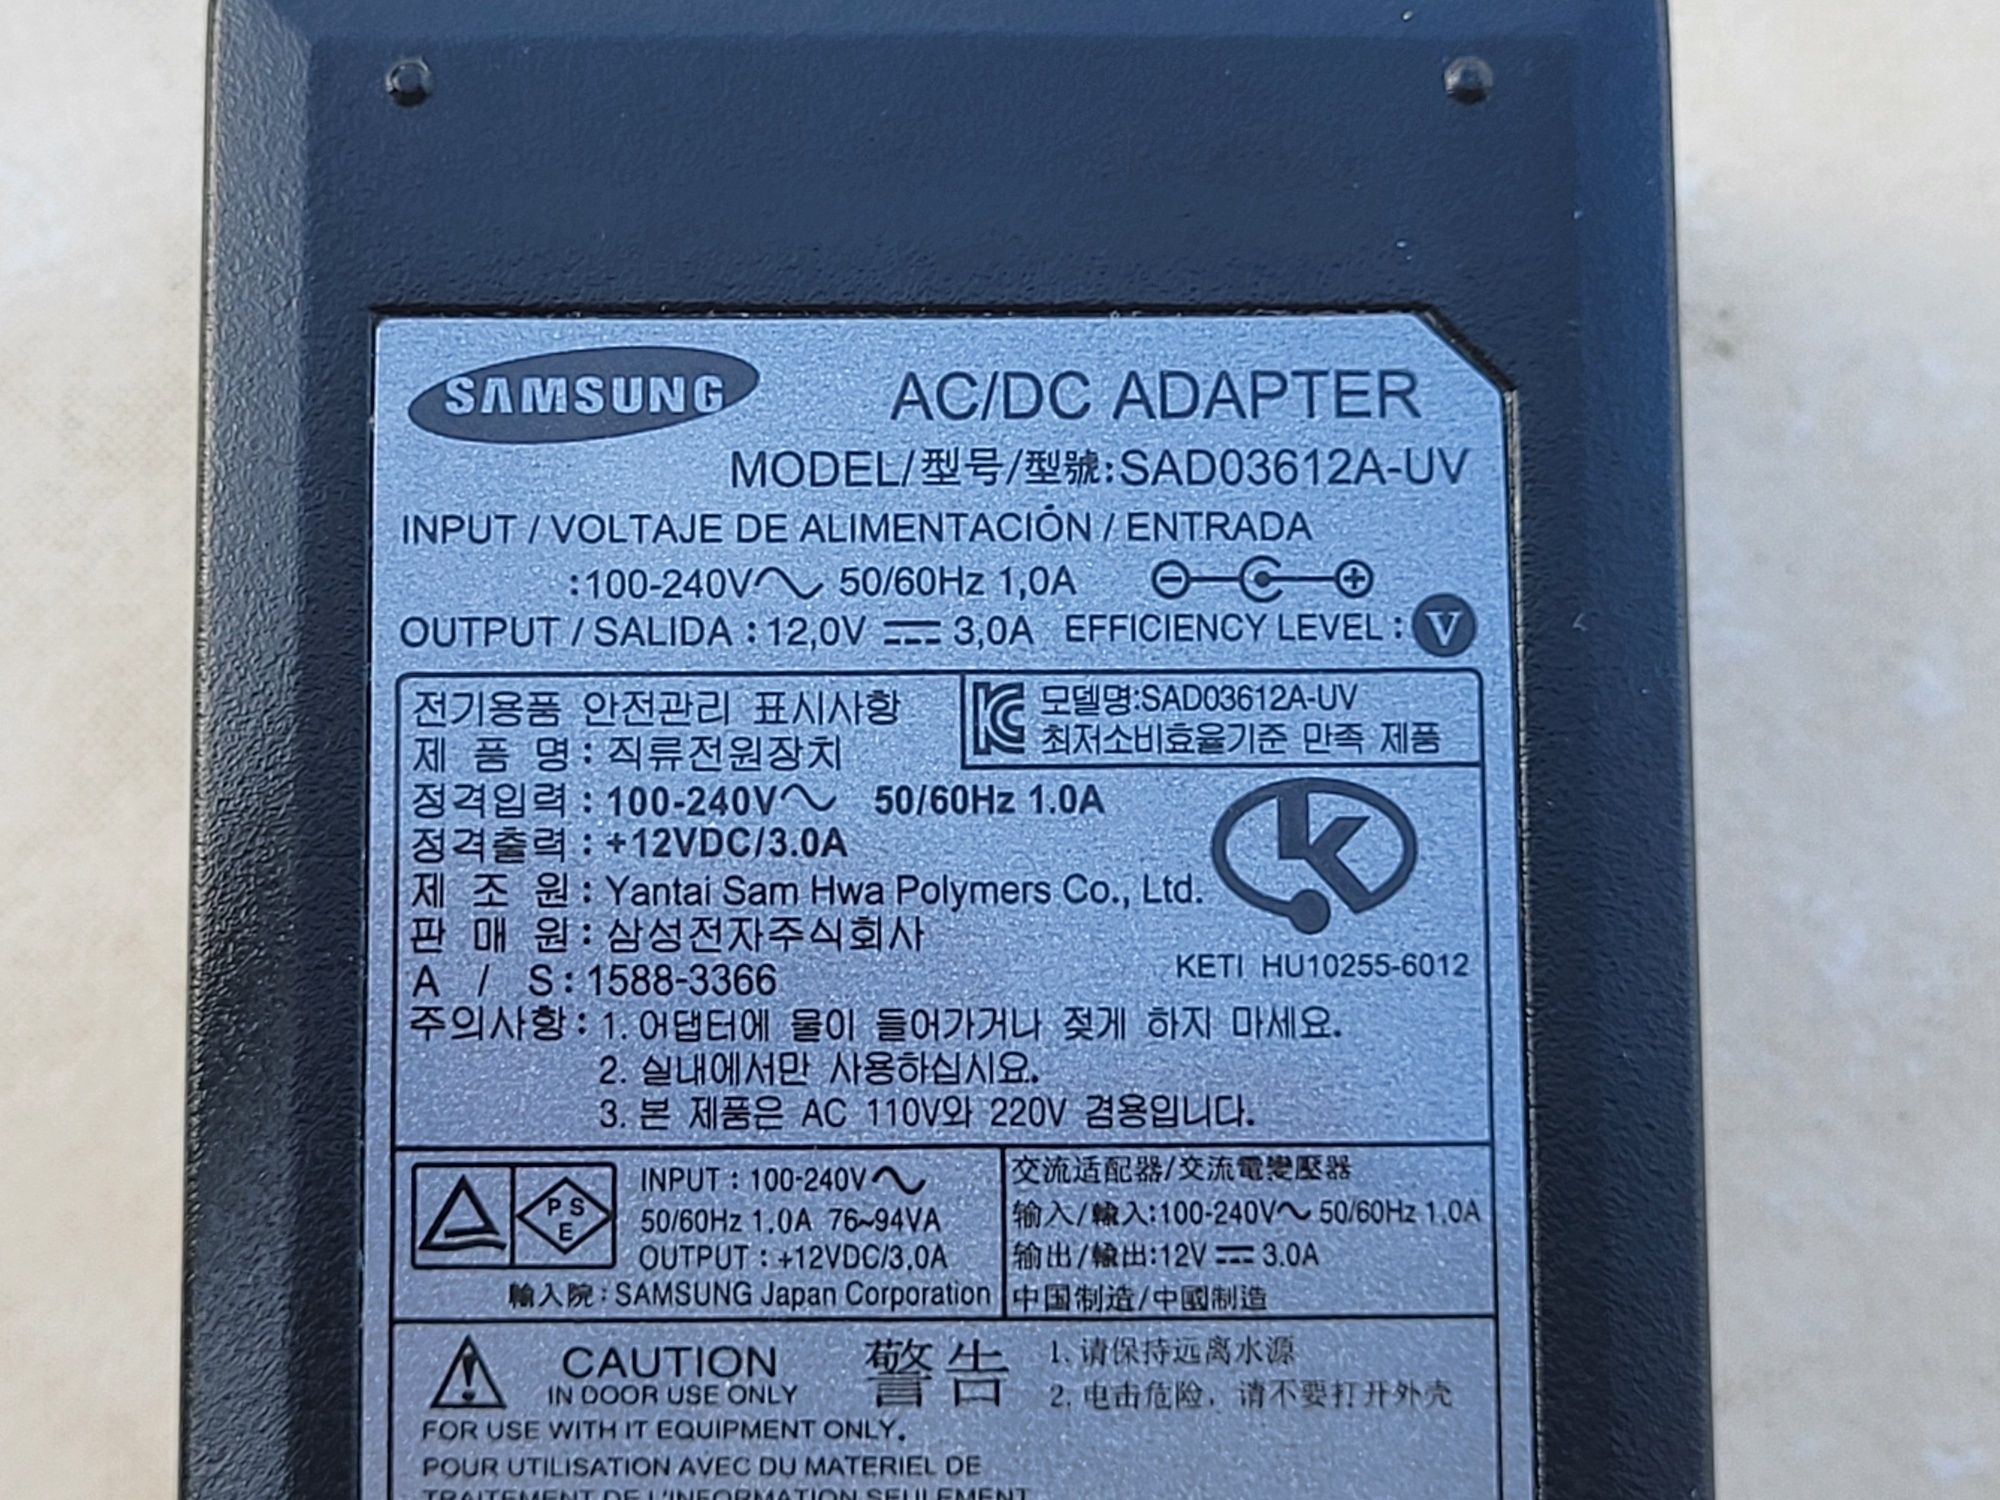 SAMSUNG
AC/DC ADAPTER
MODEL/型号/型號:SAD03612A-UV
INPUT / VOLTAJE DE ALIMENTACIÓN / ENTRADA
:100-240V~ 50/60Hz 1,0A
OUTPUT / SALIDA : 12,0V ⎓ 3,0A EFFICIENCY LEVEL : V
전기용품 안전관리 표시사항
모델명:SAD03612A-UV
최저소비효율기준 만족 제품
제 품 명 : 직류전원장치
정격입력 : 100-240V~ 50/60Hz 1.0A
정격출력 : +12VDC/3.0A
제 조 원 : Yantai Sam Hwa Polymers Co., Ltd.
판 매 원 : 삼성전자주식회사
KETI HU10255-6012
A / S : 1588-3366
주의사항 : 1. 어댑터에 물이 들어가거나 젖게 하지 마세요.
2. 실내에서만 사용하십시요.
3. 본 제품은 AC 110V와 220V 겸용입니다.
PS
E
INPUT : 100-240V~
50/60Hz 1.0A 76~94VA
OUTPUT : +12VDC/3.0A
輸入院 : SAMSUNG Japan Corporation
交流适配器/交流電變壓器
输入/輸入:100-240V~ 50/60Hz 1.0A
输出/輸出:12V ⎓ 3.0A
中国制造/中國制造
CAUTION
IN DOOR USE ONLY
警告
1. 请保持远离水源
2. 电击危险，请不要打开外壳
FOR USE WITH IT EQUIPMENT ONLY.
POUR UTILISATION AVEC DU MATERIEL DE
TRAITEMENT DE L'INFORMATION SEULEMENT